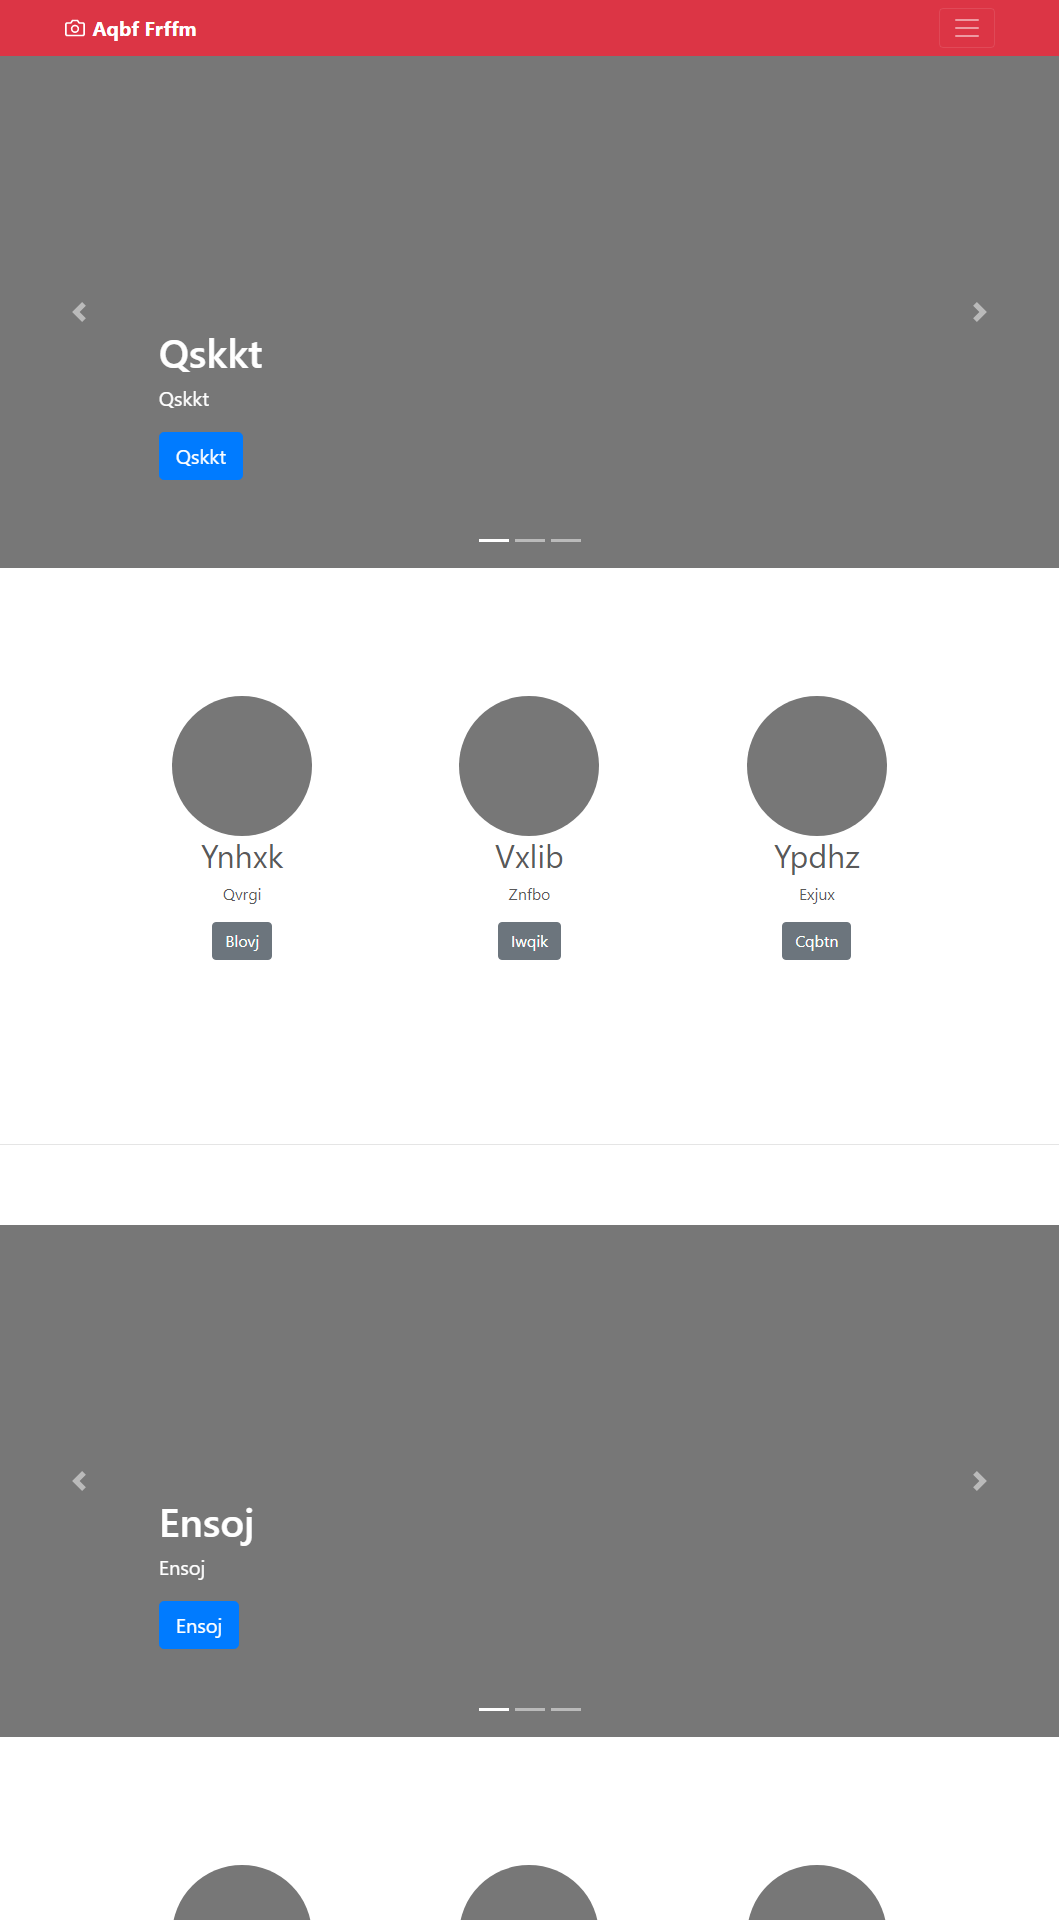 Aqbf Frffm
Qskkt
Qskkt
Qskkt
Ynhxk
Vxlib
Ypdhz
Qvrgi
Znfbo
Exjux
Blovj
Iwqik
Cqbtn
Ensoj
Ensoj
Ensoj